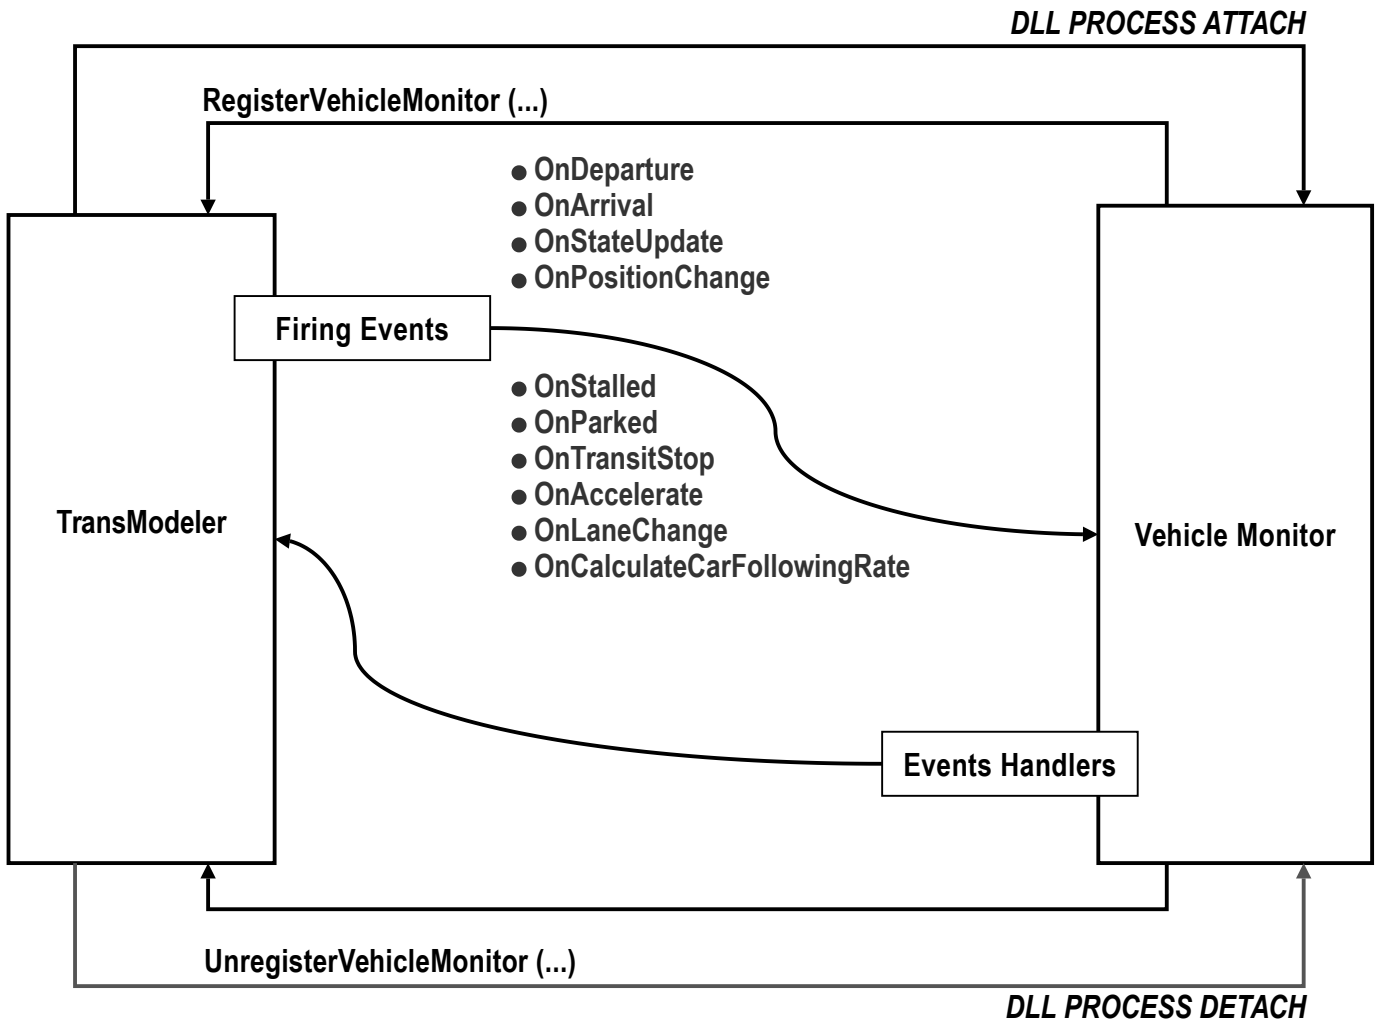 DLL PROCESS ATTACH
RegisterVehicleMonitor (...)
● OnDeparture
● OnArrival
● OnStateUpdate
● OnPositionChange
Firing Events
● OnStalled
● OnParked
● OnTransitStop
● OnAccelerate
● OnLaneChange
● OnCalculateCarFollowingRate
TransModeler
Vehicle Monitor
Events Handlers
UnregisterVehicleMonitor (...)
DLL PROCESS DETACH